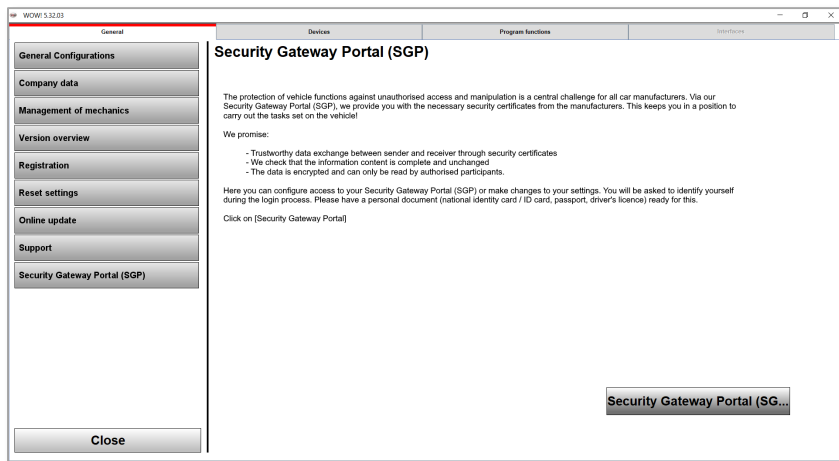 WOW! 5.32.03
General
Devices
Program functions
Interfaces
General Configurations
Company data
Management of mechanics
Version overview
Registration
Reset settings
Online update
Support
Security Gateway Portal (SGP)
Close
Security Gateway Portal (SGP)
The protection of vehicle functions against unauthorised access and manipulation is a central challenge for all car manufacturers. Via our
Security Gateway Portal (SGP), we provide you with the necessary security certificates from the manufacturers. This keeps you in a position to
carry out the tasks set on the vehicle!
We promise:
- Trustworthy data exchange between sender and receiver through security certificates
- We check that the information content is complete and unchanged
- The data is encrypted and can only be read by authorised participants.
Here you can configure access to your Security Gateway Portal (SGP) or make changes to your settings. You will be asked to identify yourself
during the login process. Please have a personal document (national identity card / ID card, passport, driver's licence) ready for this.
Click on [Security Gateway Portal]
Security Gateway Portal (SG...